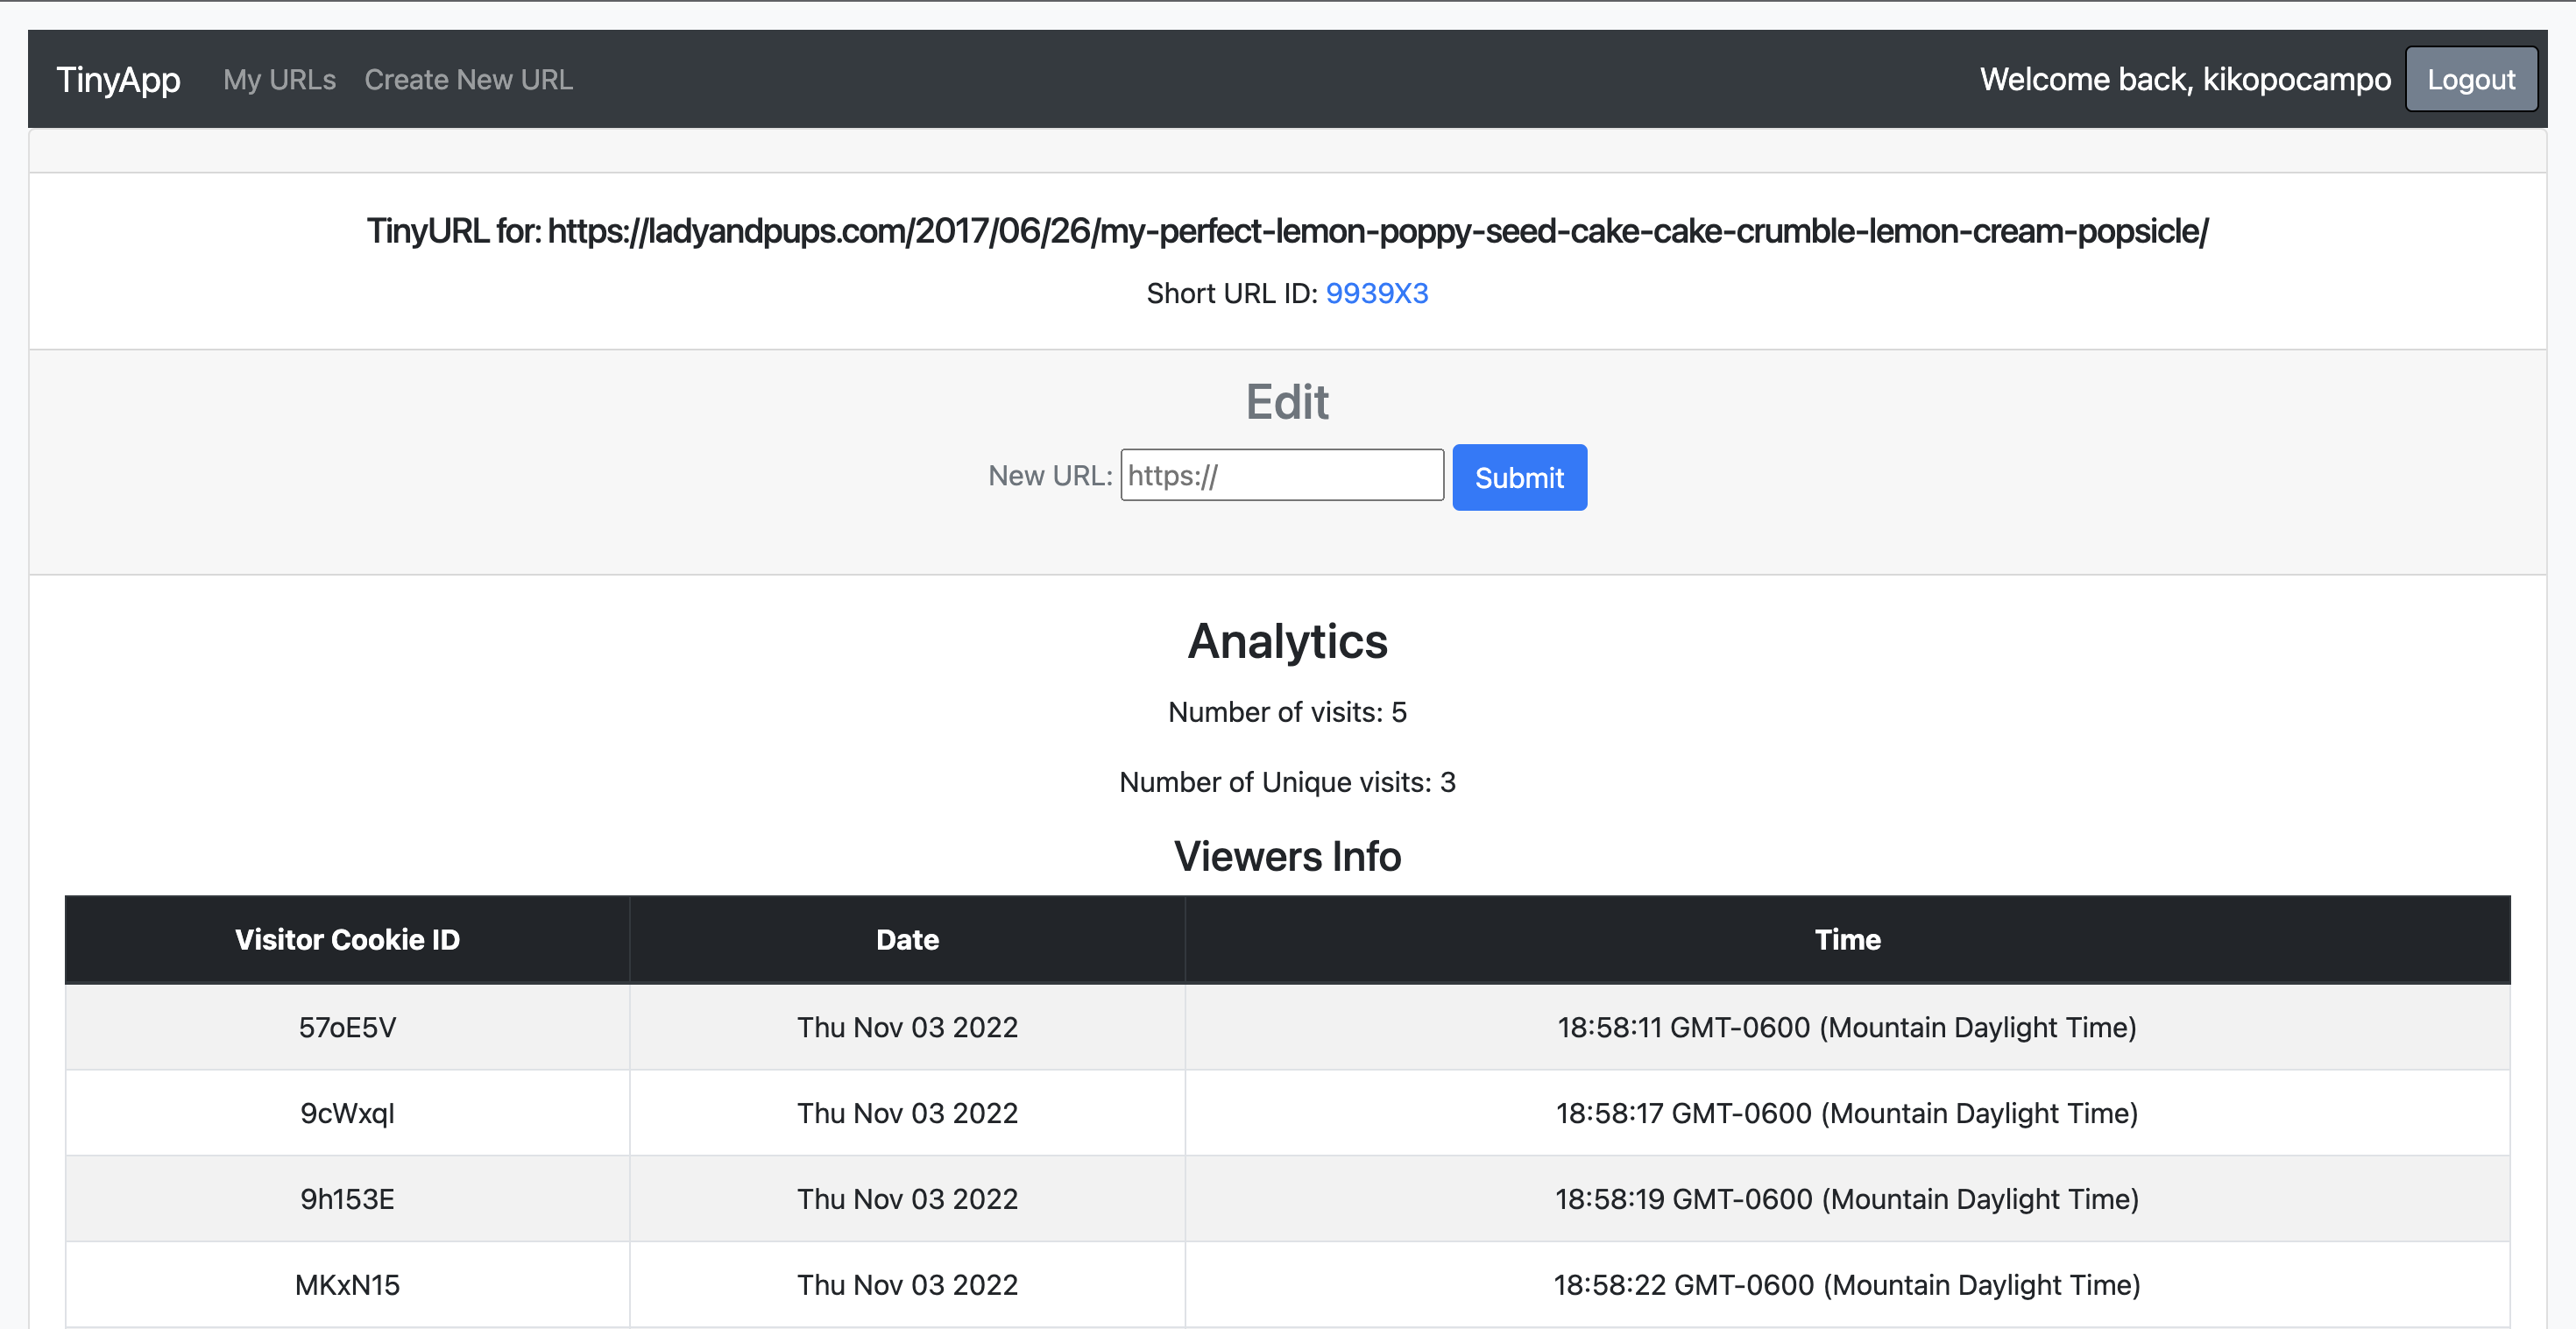 TinyApp My URLs Create New URL Welcome back, kikopocampo Logout
TinyURL for: https://ladyandpups.com/2017/06/26/my-perfect-lemon-poppy-seed-cake-cake-crumble-lemon-cream-popsicle/
Short URL ID: 9939X3
Edit
New URL: https:// Submit
Analytics
Number of visits: 5
Number of Unique visits: 3
Viewers Info
Visitor Cookie ID Date Time
57oE5V Thu Nov 03 2022 18:58:11 GMT-0600 (Mountain Daylight Time)
9cWxqI Thu Nov 03 2022 18:58:17 GMT-0600 (Mountain Daylight Time)
9h153E Thu Nov 03 2022 18:58:19 GMT-0600 (Mountain Daylight Time)
MKxN15 Thu Nov 03 2022 18:58:22 GMT-0600 (Mountain Daylight Time)